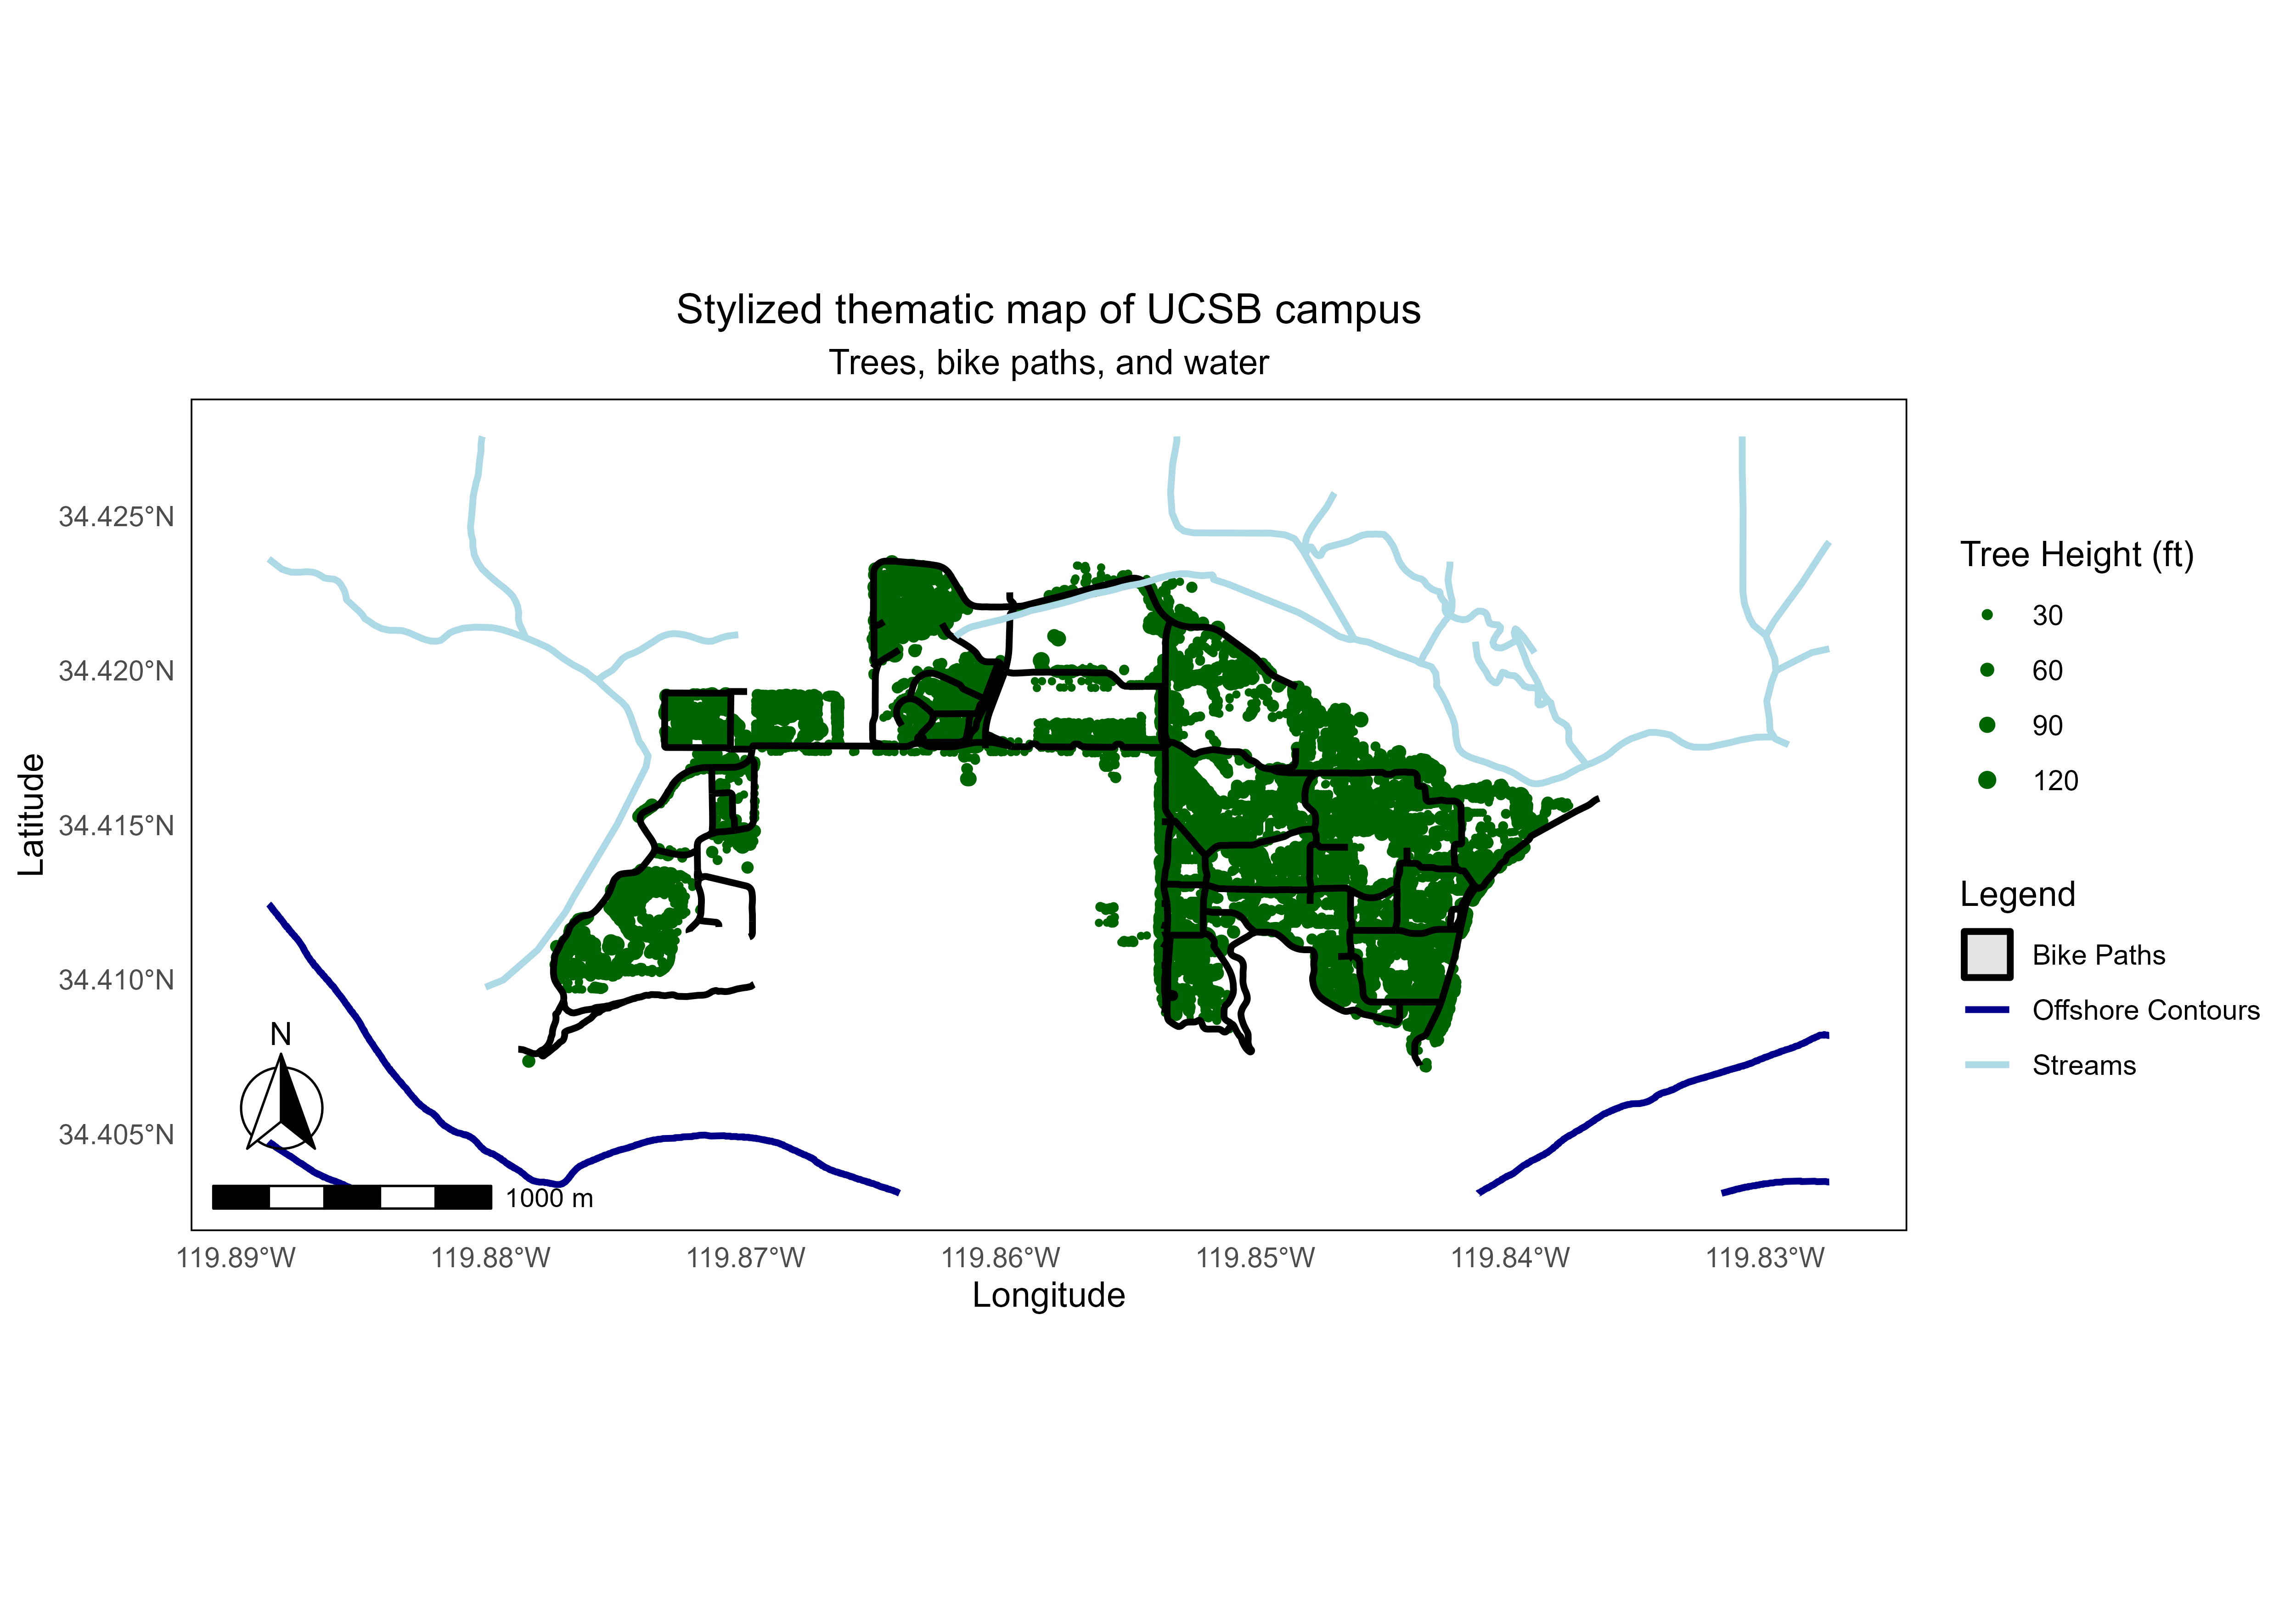 Stylized thematic map of UCSB campus
Trees, bike paths, and water
34.425°N
34.420°N
34.415°N
34.410°N
34.405°N
Latitude
N
1000 m
119.89°W
119.88°W
119.87°W
119.86°W
119.85°W
119.84°W
119.83°W
Longitude
Tree Height (ft)
30
60
90
120
Legend
Bike Paths
Offshore Contours
Streams